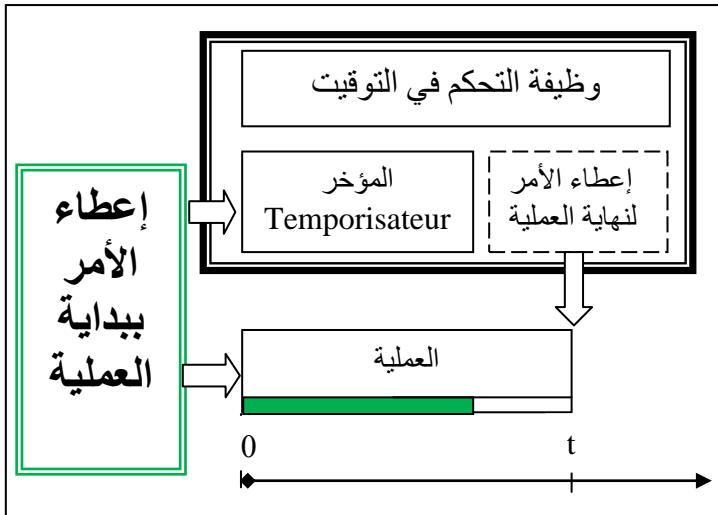 وظيفة التحكم في التوقيت
إعطاء
الأمر
ببداية
العملية
المؤخر
Temporisateur
إعطاء الأمر
لنهاية العملية
العملية
0
t